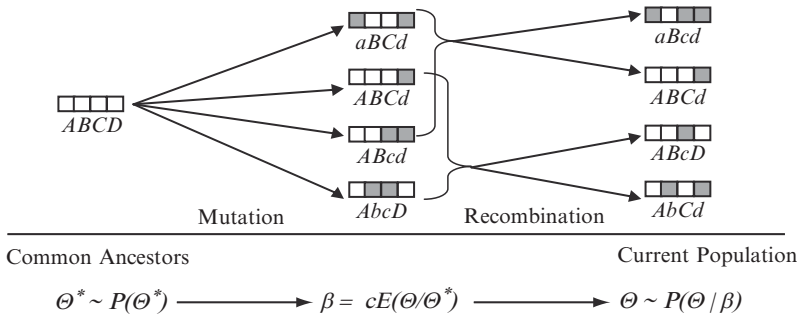 aBCd
aBcd
ABCd
ABCd
ABCD
ABcd
ABcD
AbcD
AbCd
Mutation
Recombination
Common Ancestors
Current Population
Θ* ~ P(Θ*)
β = cE(Θ/Θ*)
Θ ~ P(Θ | β)